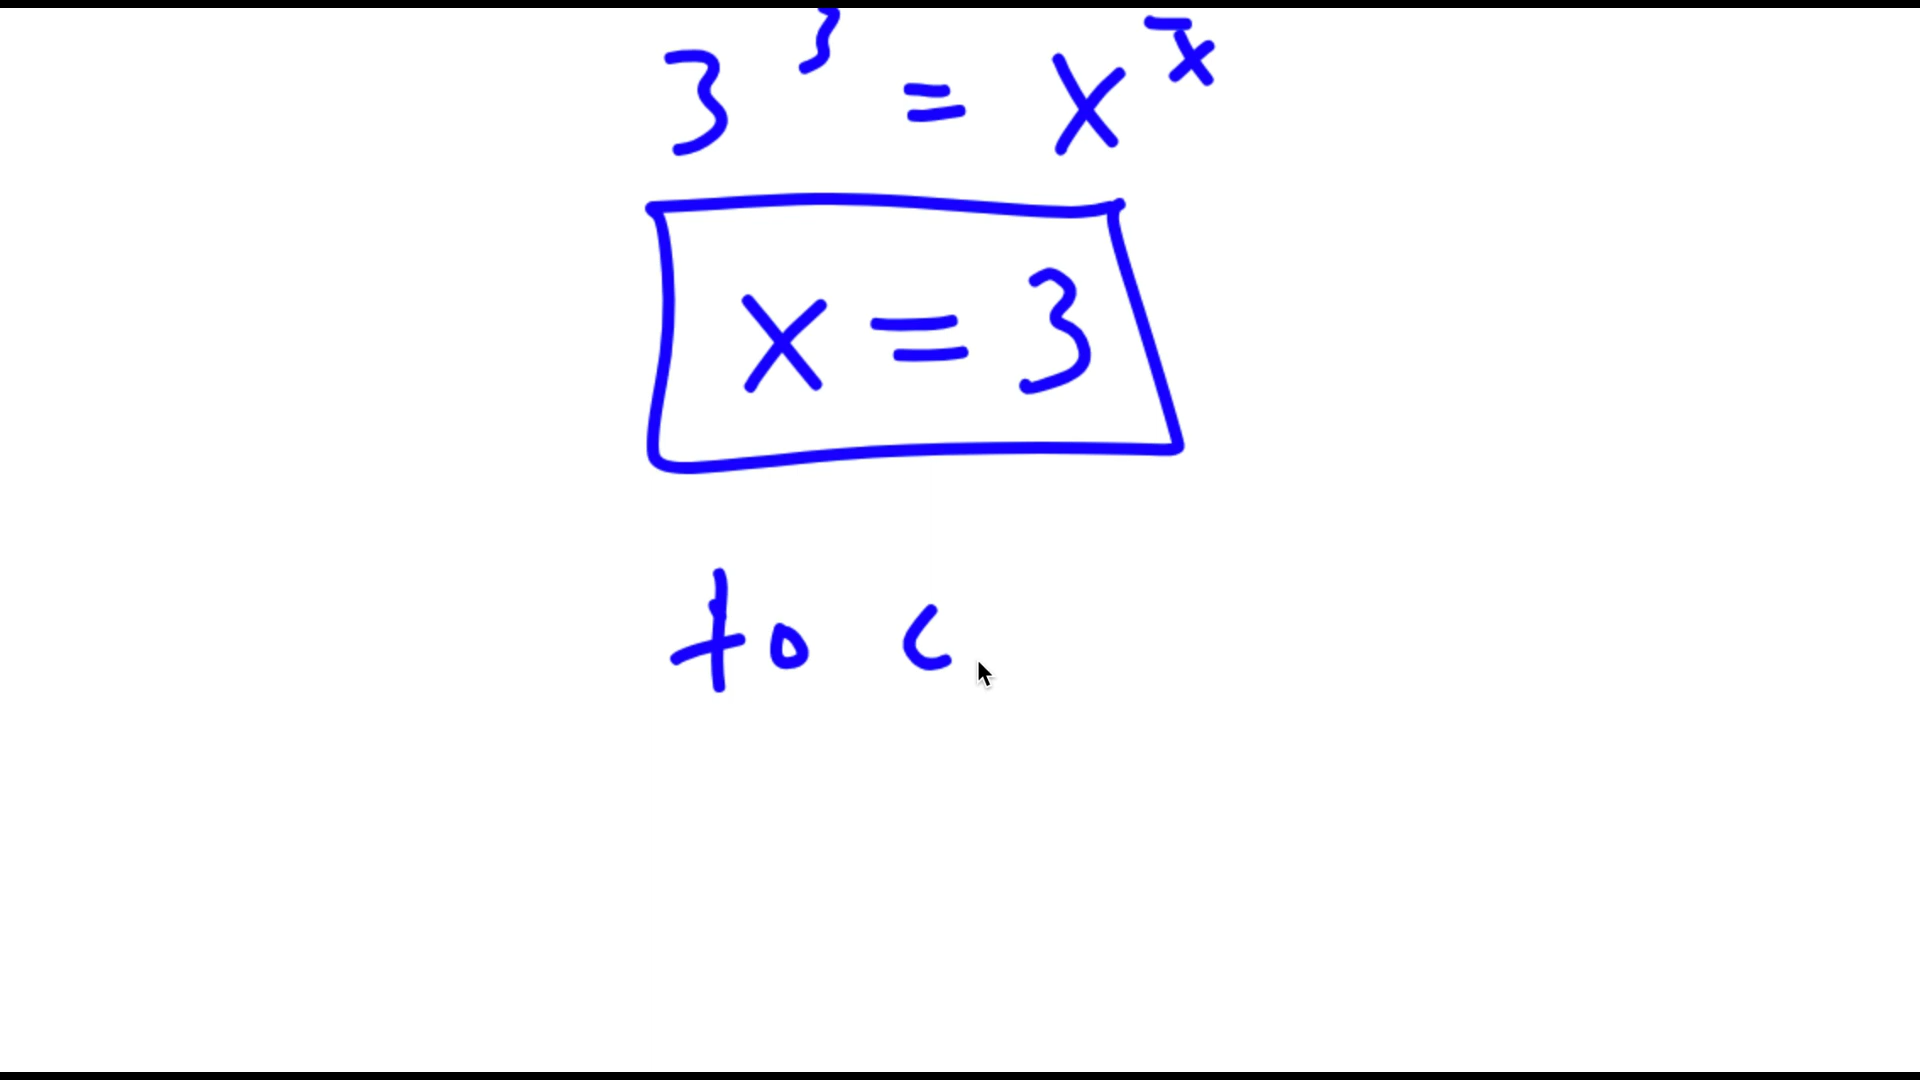 3^3 = x^x
x = 3
to c